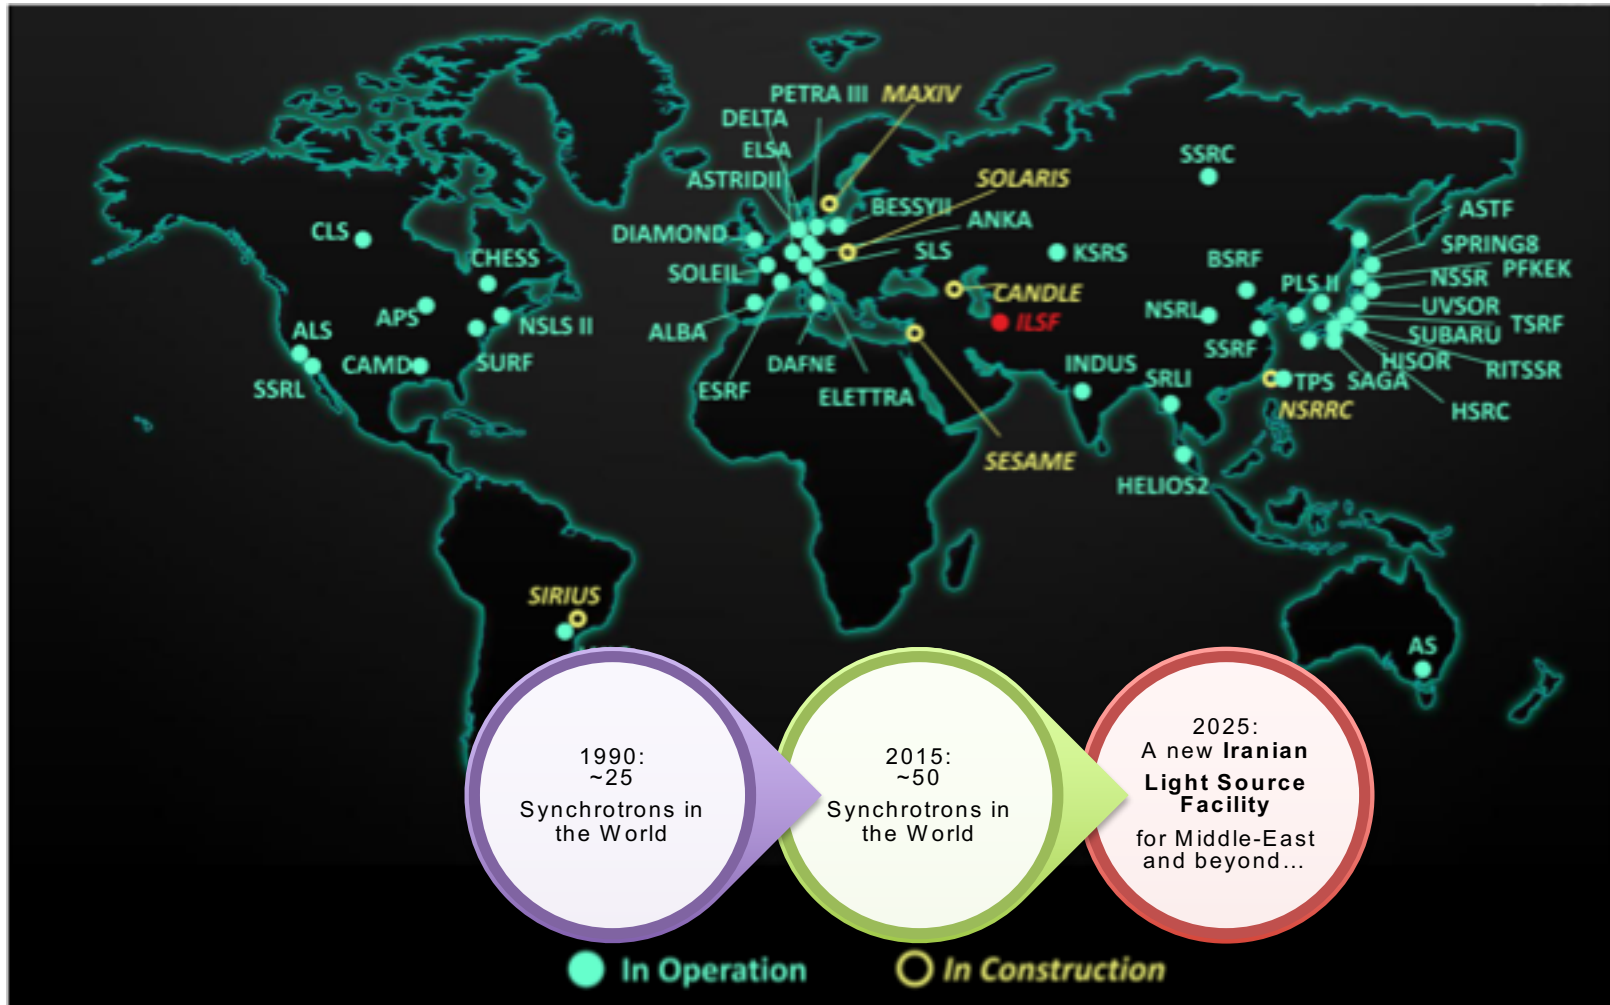 PETRA III
MAXIV
DELTA
ELSA
ASTRIDII
SSRC
SOLARIS
BESSYII
ASTF
CLS
DIAMOND
ANKA
CHESS
SLS
KSRS
BSRF
SPRING8
SOLEIL
PLS II
NSSR
PFKEK
APS
NSLS II
CANDLE
NSRL
UVSOR
ALS
ALBA
ILSF
TSRF
SUBARU
CAMD
SURF
DAFNE
INDUS
SSRF
HISOR
RITSSR
SSRL
ESRF
ELETTRA
SRLI
TPS
SAGA
NSRRC
HSRC
SESAME
HELIOS2
SIRIUS
AS
1990:
~25
Synchrotrons in
the World
2015:
~50
Synchrotrons in
the World
2025:
A new Iranian
Light Source
Facility
for Middle-East
and beyond...
In Operation
In Construction